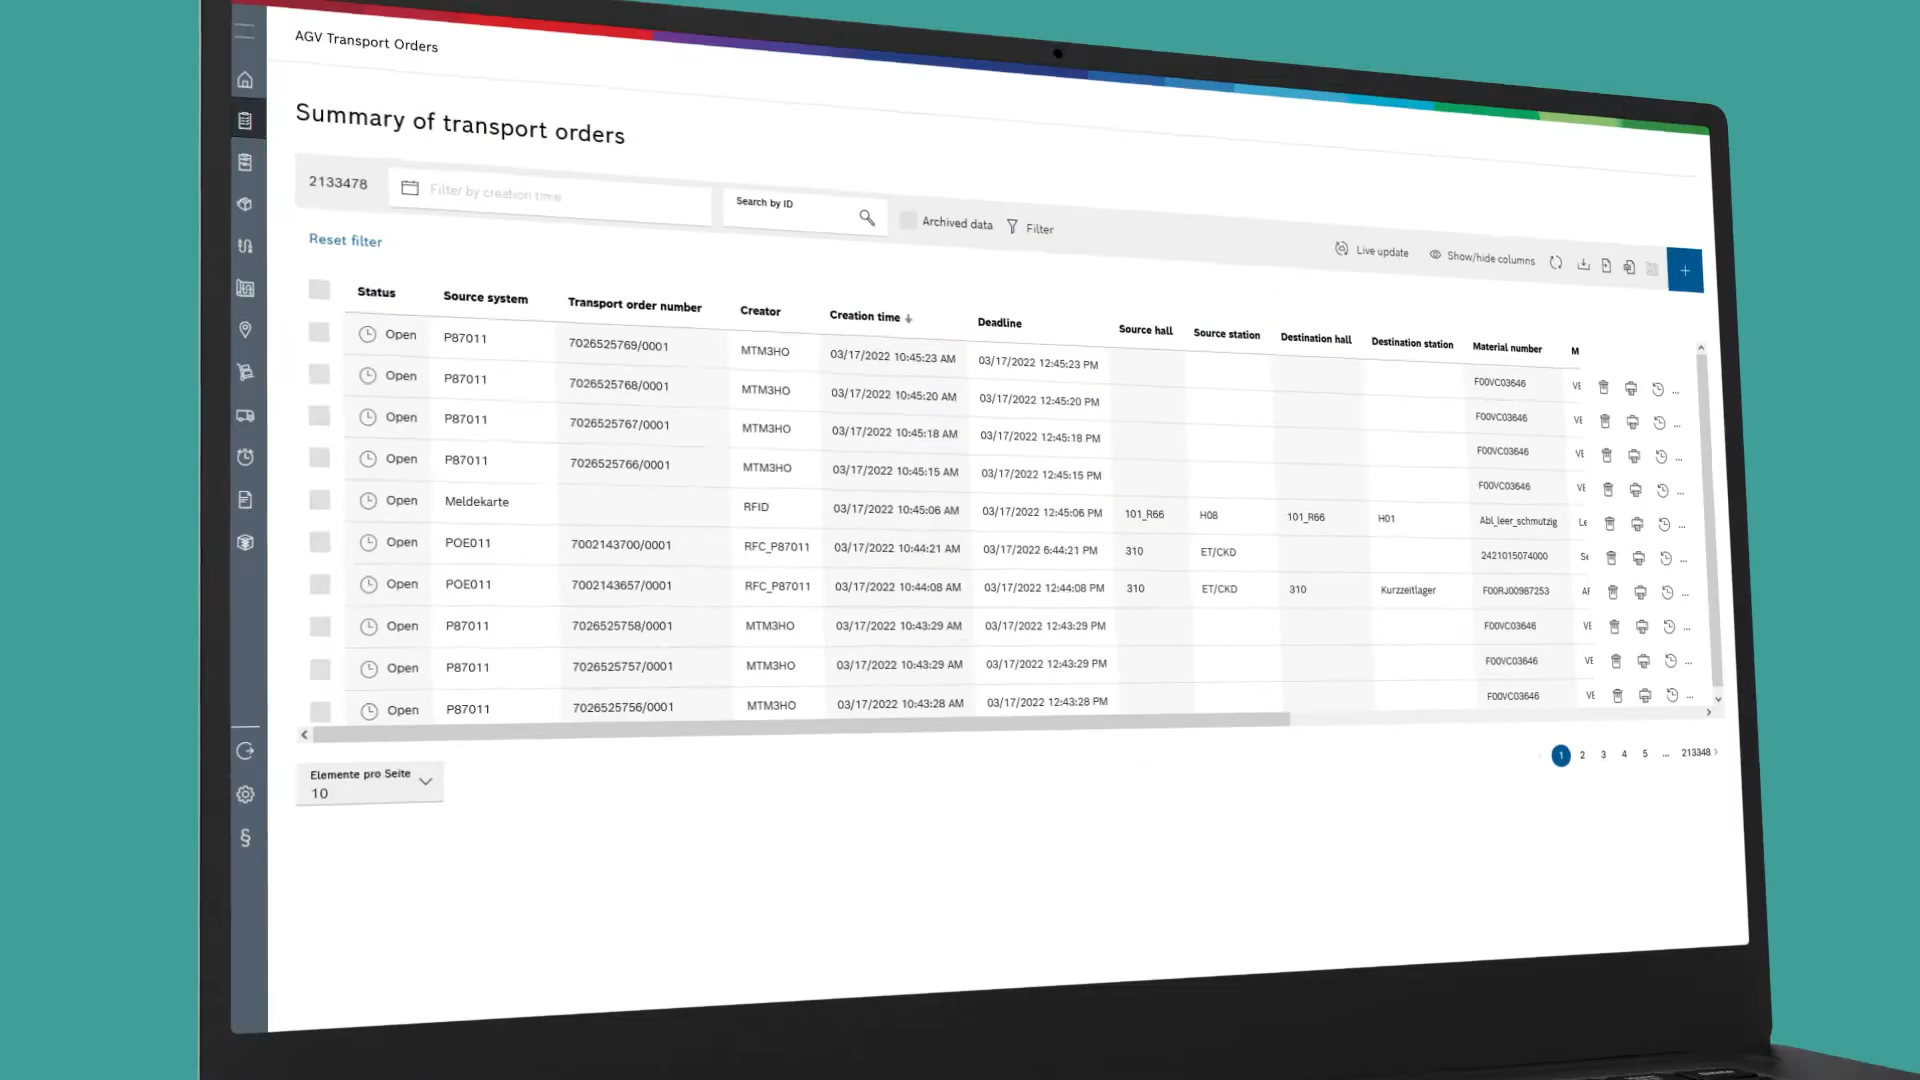 AGV Transport Orders
Summary of transport orders
2133478 Filter by creation time Search by ID Archived data Filter
Live update Show/hide columns +
Reset filter
Status Source system Transport order number Creator Creation time Deadline Source hall Source station Destination hall Destination station Material number M
Open P87011 7026525769/0001 MTM3HO 03/17/2022 10:45:23 AM 03/17/2022 12:45:23 PM F00VC03646 VE ...
Open P87011 7026525768/0001 MTM3HO 03/17/2022 10:45:20 AM 03/17/2022 12:45:20 PM F00VC03646 VE ...
Open P87011 7026525767/0001 MTM3HO 03/17/2022 10:45:18 AM 03/17/2022 12:45:18 PM F00VC03646 VE ...
Open P87011 7026525766/0001 MTM3HO 03/17/2022 10:45:15 AM 03/17/2022 12:45:15 PM F00VC03646 VE ...
Open Meldekarte RFID 03/17/2022 10:45:06 AM 03/17/2022 12:45:06 PM 101_R66 H08 101_R66 H01 Abl_leer_schmutzig Le ...
Open POE011 7002143700/0001 RFC_P87011 03/17/2022 10:44:21 AM 03/17/2022 6:44:21 PM 310 ET/CKD 2421015074000 Se ...
Open POE011 7002143657/0001 RFC_P87011 03/17/2022 10:44:08 AM 03/17/2022 12:44:08 PM 310 ET/CKD 310 Kurzzeitlager F00RJ00987253 AF ...
Open P87011 7026525758/0001 MTM3HO 03/17/2022 10:43:29 AM 03/17/2022 12:43:29 PM F00VC03646 VE ...
Open P87011 7026525757/0001 MTM3HO 03/17/2022 10:43:29 AM 03/17/2022 12:43:29 PM F00VC03646 VE ...
Open P87011 7026525756/0001 MTM3HO 03/17/2022 10:43:28 AM 03/17/2022 12:43:28 PM F00VC03646 VE ...
1 2 3 4 5 ... 213348
Elemente pro Seite
10
§